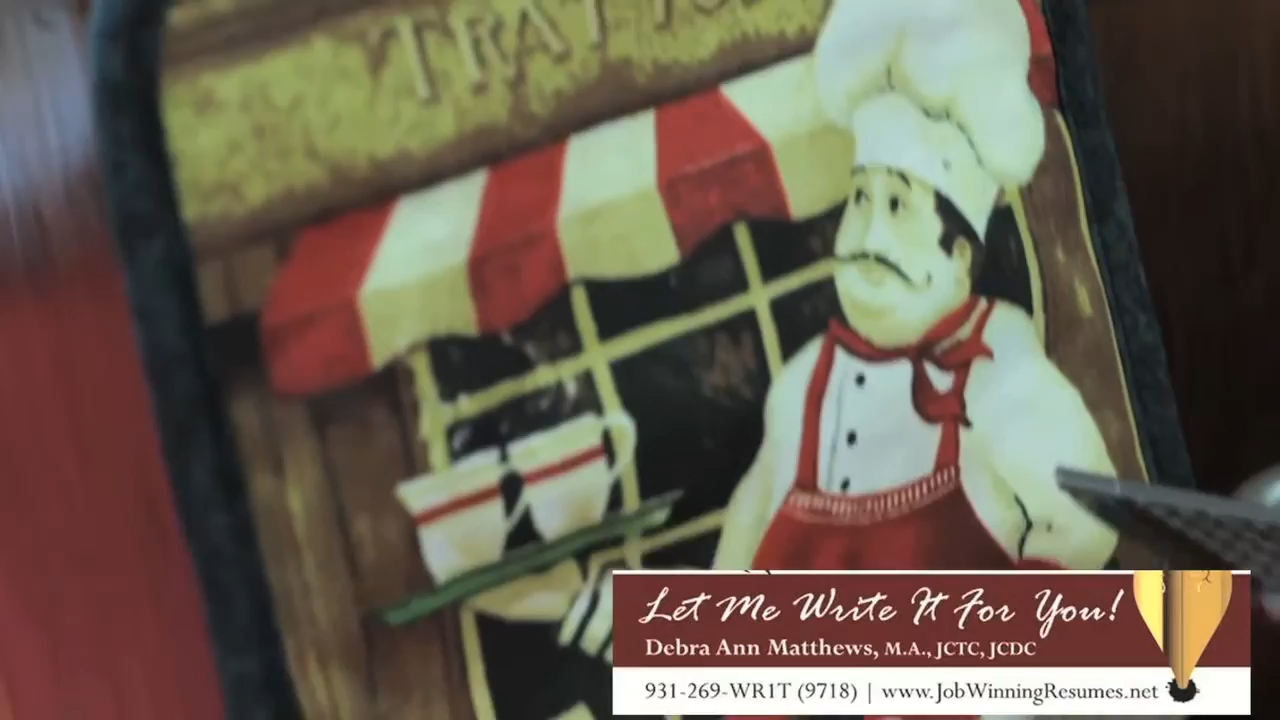 Let Me Write It For You!
Debra Ann Matthews, M.A., JCTC, JCDC
931-269-WR1T (9718) | www.JobWinningResumes.net